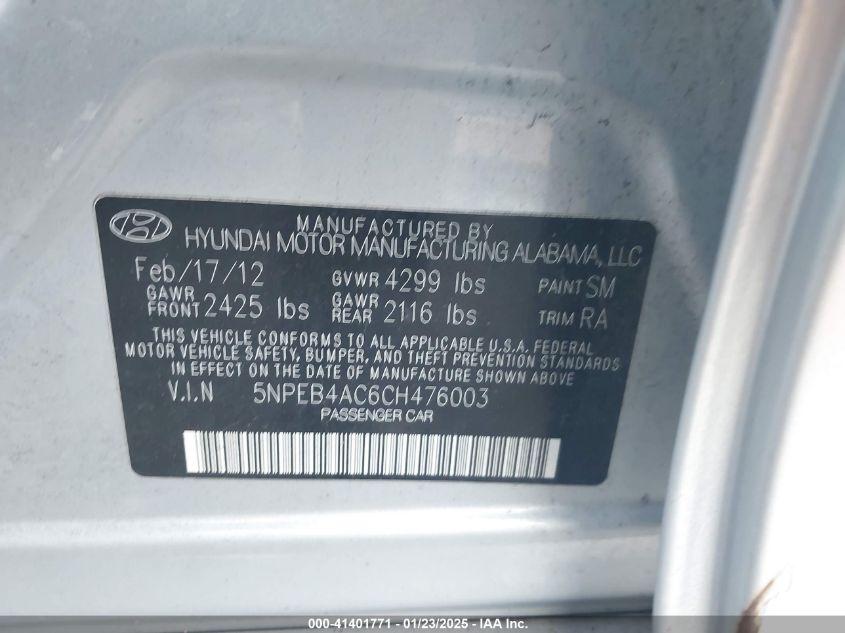 MANUFACTURED BY
HYUNDAI MOTOR MANUFACTURING ALABAMA, LLC
Feb/17/12 GVWR 4299 lbs PAINT SM
GAWR FRONT 2425 lbs GAWR REAR 2116 lbs TRIM RA
THIS VEHICLE CONFORMS TO ALL APPLICABLE U.S.A. FEDERAL
MOTOR VEHICLE SAFETY, BUMPER, AND THEFT PREVENTION STANDARDS
IN EFFECT ON THE DATE OF MANUFACTURE SHOWN ABOVE
V.I.N 5NPEB4AC6CH476003
PASSENGER CAR
000-41401771 - 01/23/2025 - IAA Inc.